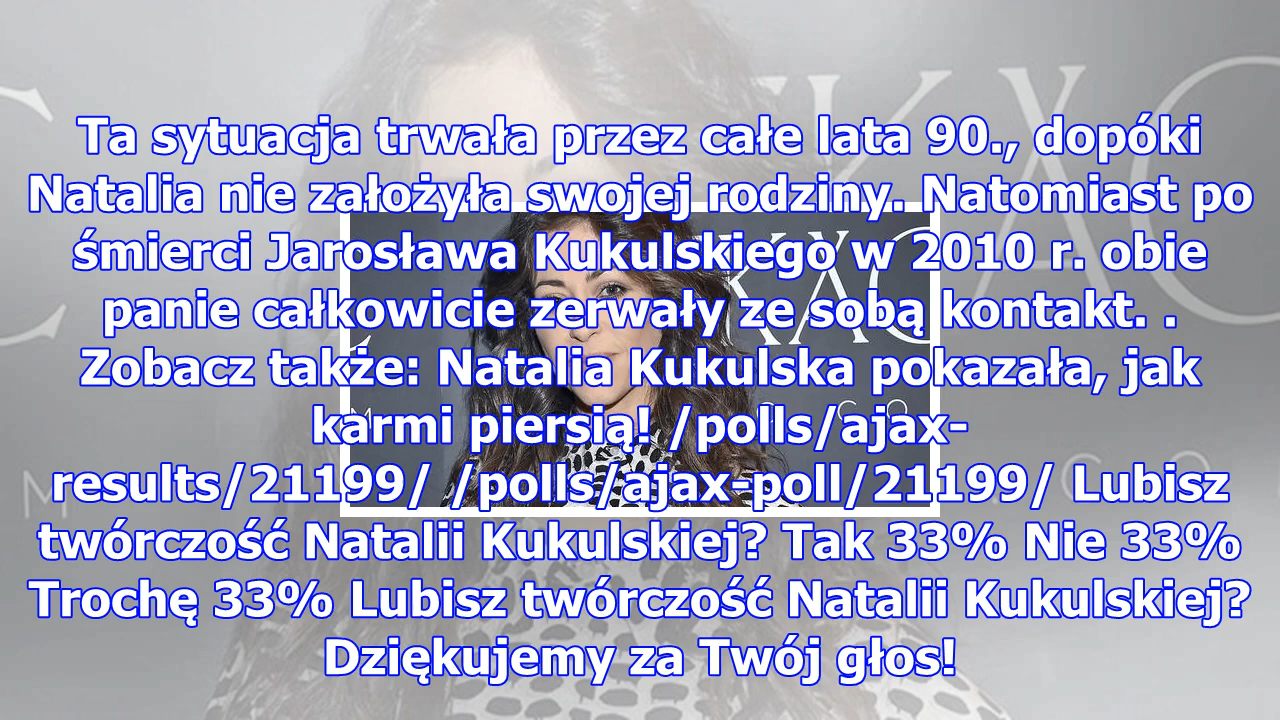 Ta sytuacja trwała przez całe lata 90., dopóki
Natalia nie założyła swojej rodziny. Natomiast po
śmierci Jarosława Kukulskiego w 2010 r. obie
panie całkowicie zerwały ze sobą kontakt. .
Zobacz także: Natalia Kukulska pokazała, jak
karmi piersią! /polls/ajax-
results/21199/ /polls/ajax-poll/21199/ Lubisz
twórczość Natalii Kukulskiej? Tak 33% Nie 33%
Trochę 33% Lubisz twórczość Natalii Kukulskiej?
Dziękujemy za Twój głos!